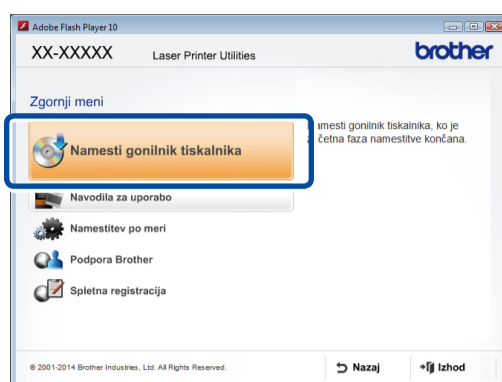 Adobe Flash Player 10
XX-XXXXX
Laser Printer Utilities
brother
Zgornji meni
Namesti gonilnik tiskalnika
amesti gonilnik tiskalnika, ko je
četna faza namestitve končana.
Navodila za uporabo
Namestitev po meri
Podpora Brother
Spletna registracija
© 2001-2014 Brother Industries, Ltd. All Rights Reserved.
Nazaj
Izhod